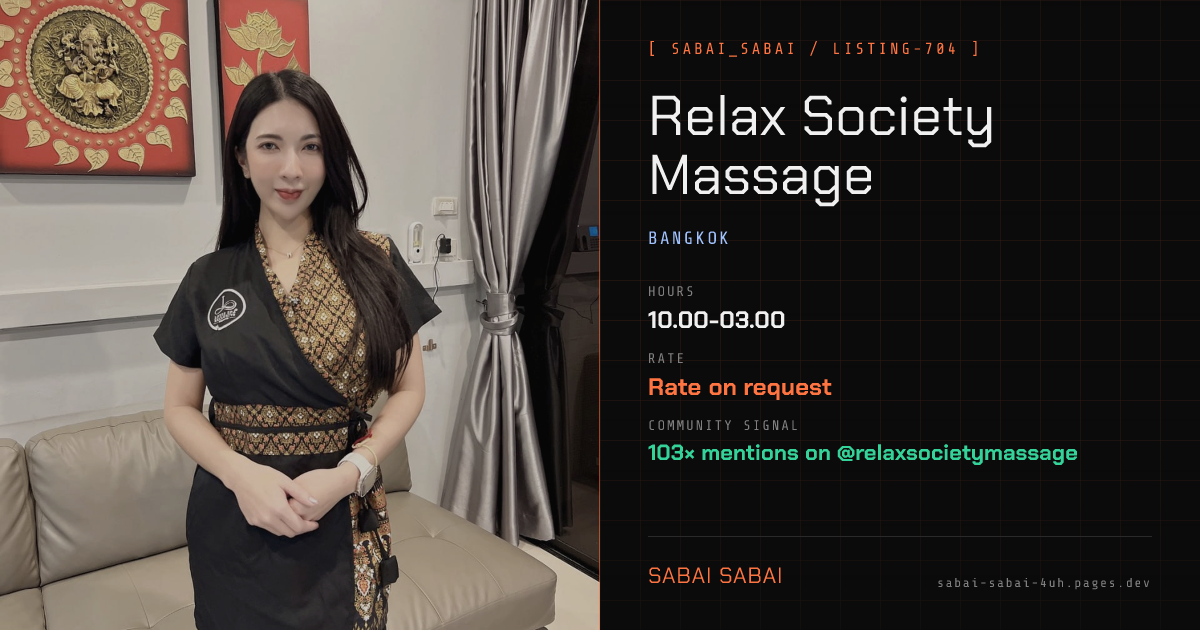 [ SABAI_SABAI / LISTING-704 ]
Relax Society
Massage
BANGKOK
HOURS
10.00-03.00
RATE
Rate on request
COMMUNITY SIGNAL
103× mentions on @relaxsocietymassage
SABAI SABAI
sabai-sabai-4uh.pages.dev